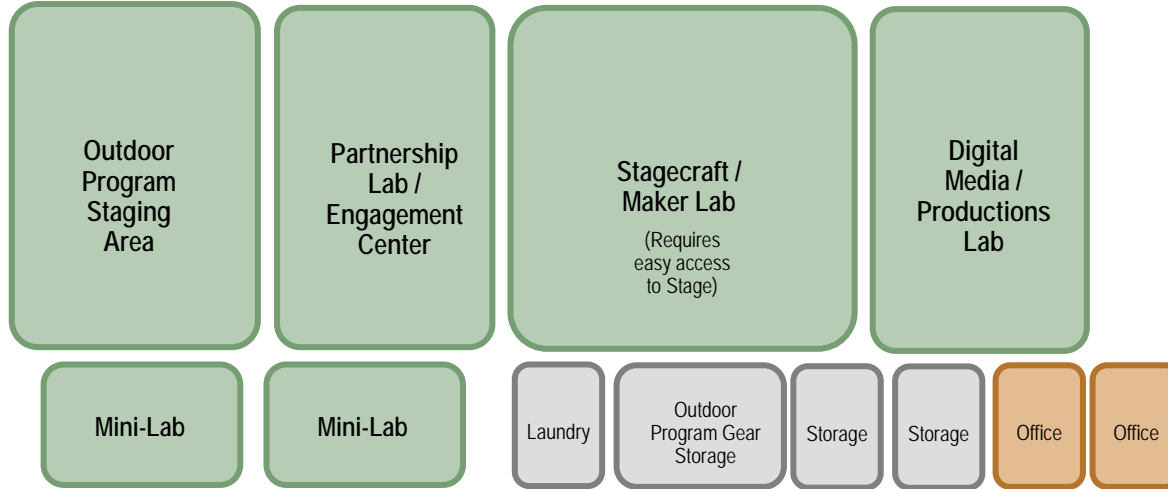 Outdoor
Program
Staging
Area
Partnership
Lab /
Engagement
Center
Stagecraft /
Maker Lab
(Requires
easy access
to Stage)
Digital
Media /
Productions
Lab
Mini-Lab
Mini-Lab
Laundry
Outdoor
Program Gear
Storage
Storage
Storage
Office
Office